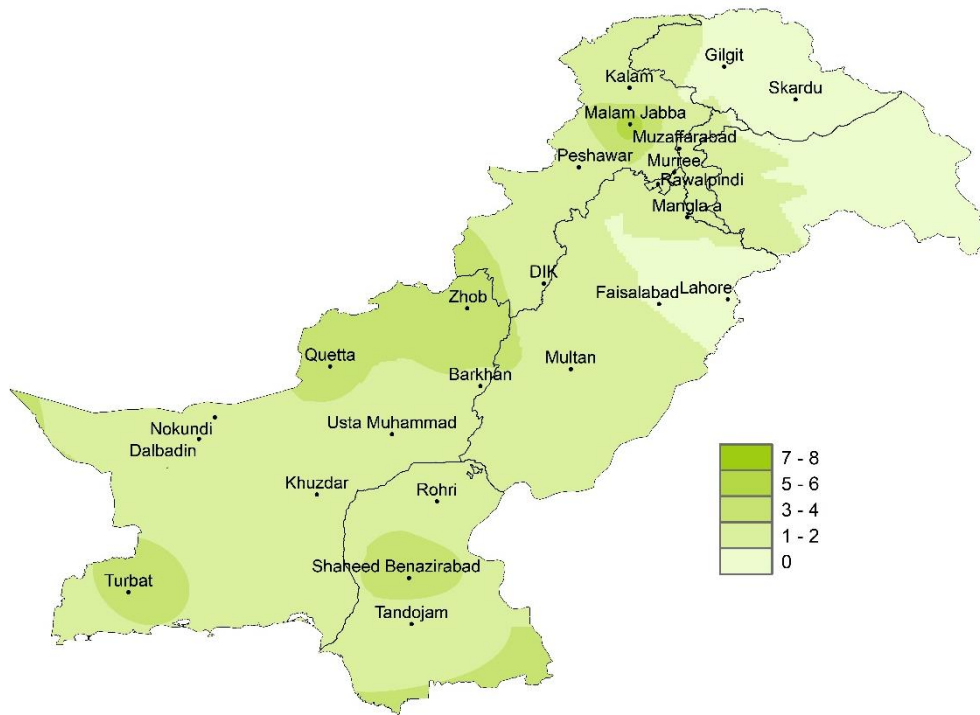 Gilgit
Kalam
Skardu
Malam Jabba
Muzaffarabad
Peshawar
Murree
Rawalpindi
Mangla a
DIK
Zhob
Faisalabad
Lahore
Quetta
Multan
Barkhan
Nokundi
Usta Muhammad
Dalbadin
7 - 8
5 - 6
3 - 4
1 - 2
0
Khuzdar
Rohri
Shaheed Benazirabad
Turbat
Tandojam